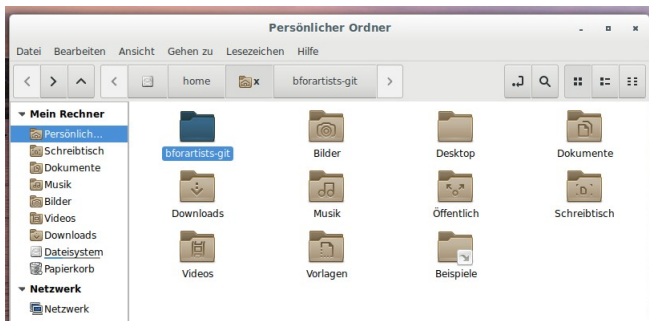 Persönlicher Ordner
Datei Bearbeiten Ansicht Gehen zu Lesezeichen Hilfe
home x bforartists-git
Mein Rechner
Persönlich...
Schreibtisch
Dokumente
Musik
Bilder
Videos
Downloads
Dateisystem
Papierkorb
Netzwerk
Netzwerk
bforartists-git Bilder Desktop Dokumente
Downloads Musik Öffentlich Schreibtisch
Videos Vorlagen Beispiele